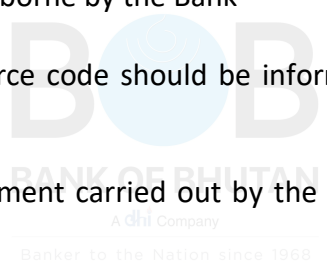 borne by the Bank
rce code should be inform
BOB
BANK OF BHUTAN
ment carried out by the
A dhi Company
Banker to the Nation since 1968